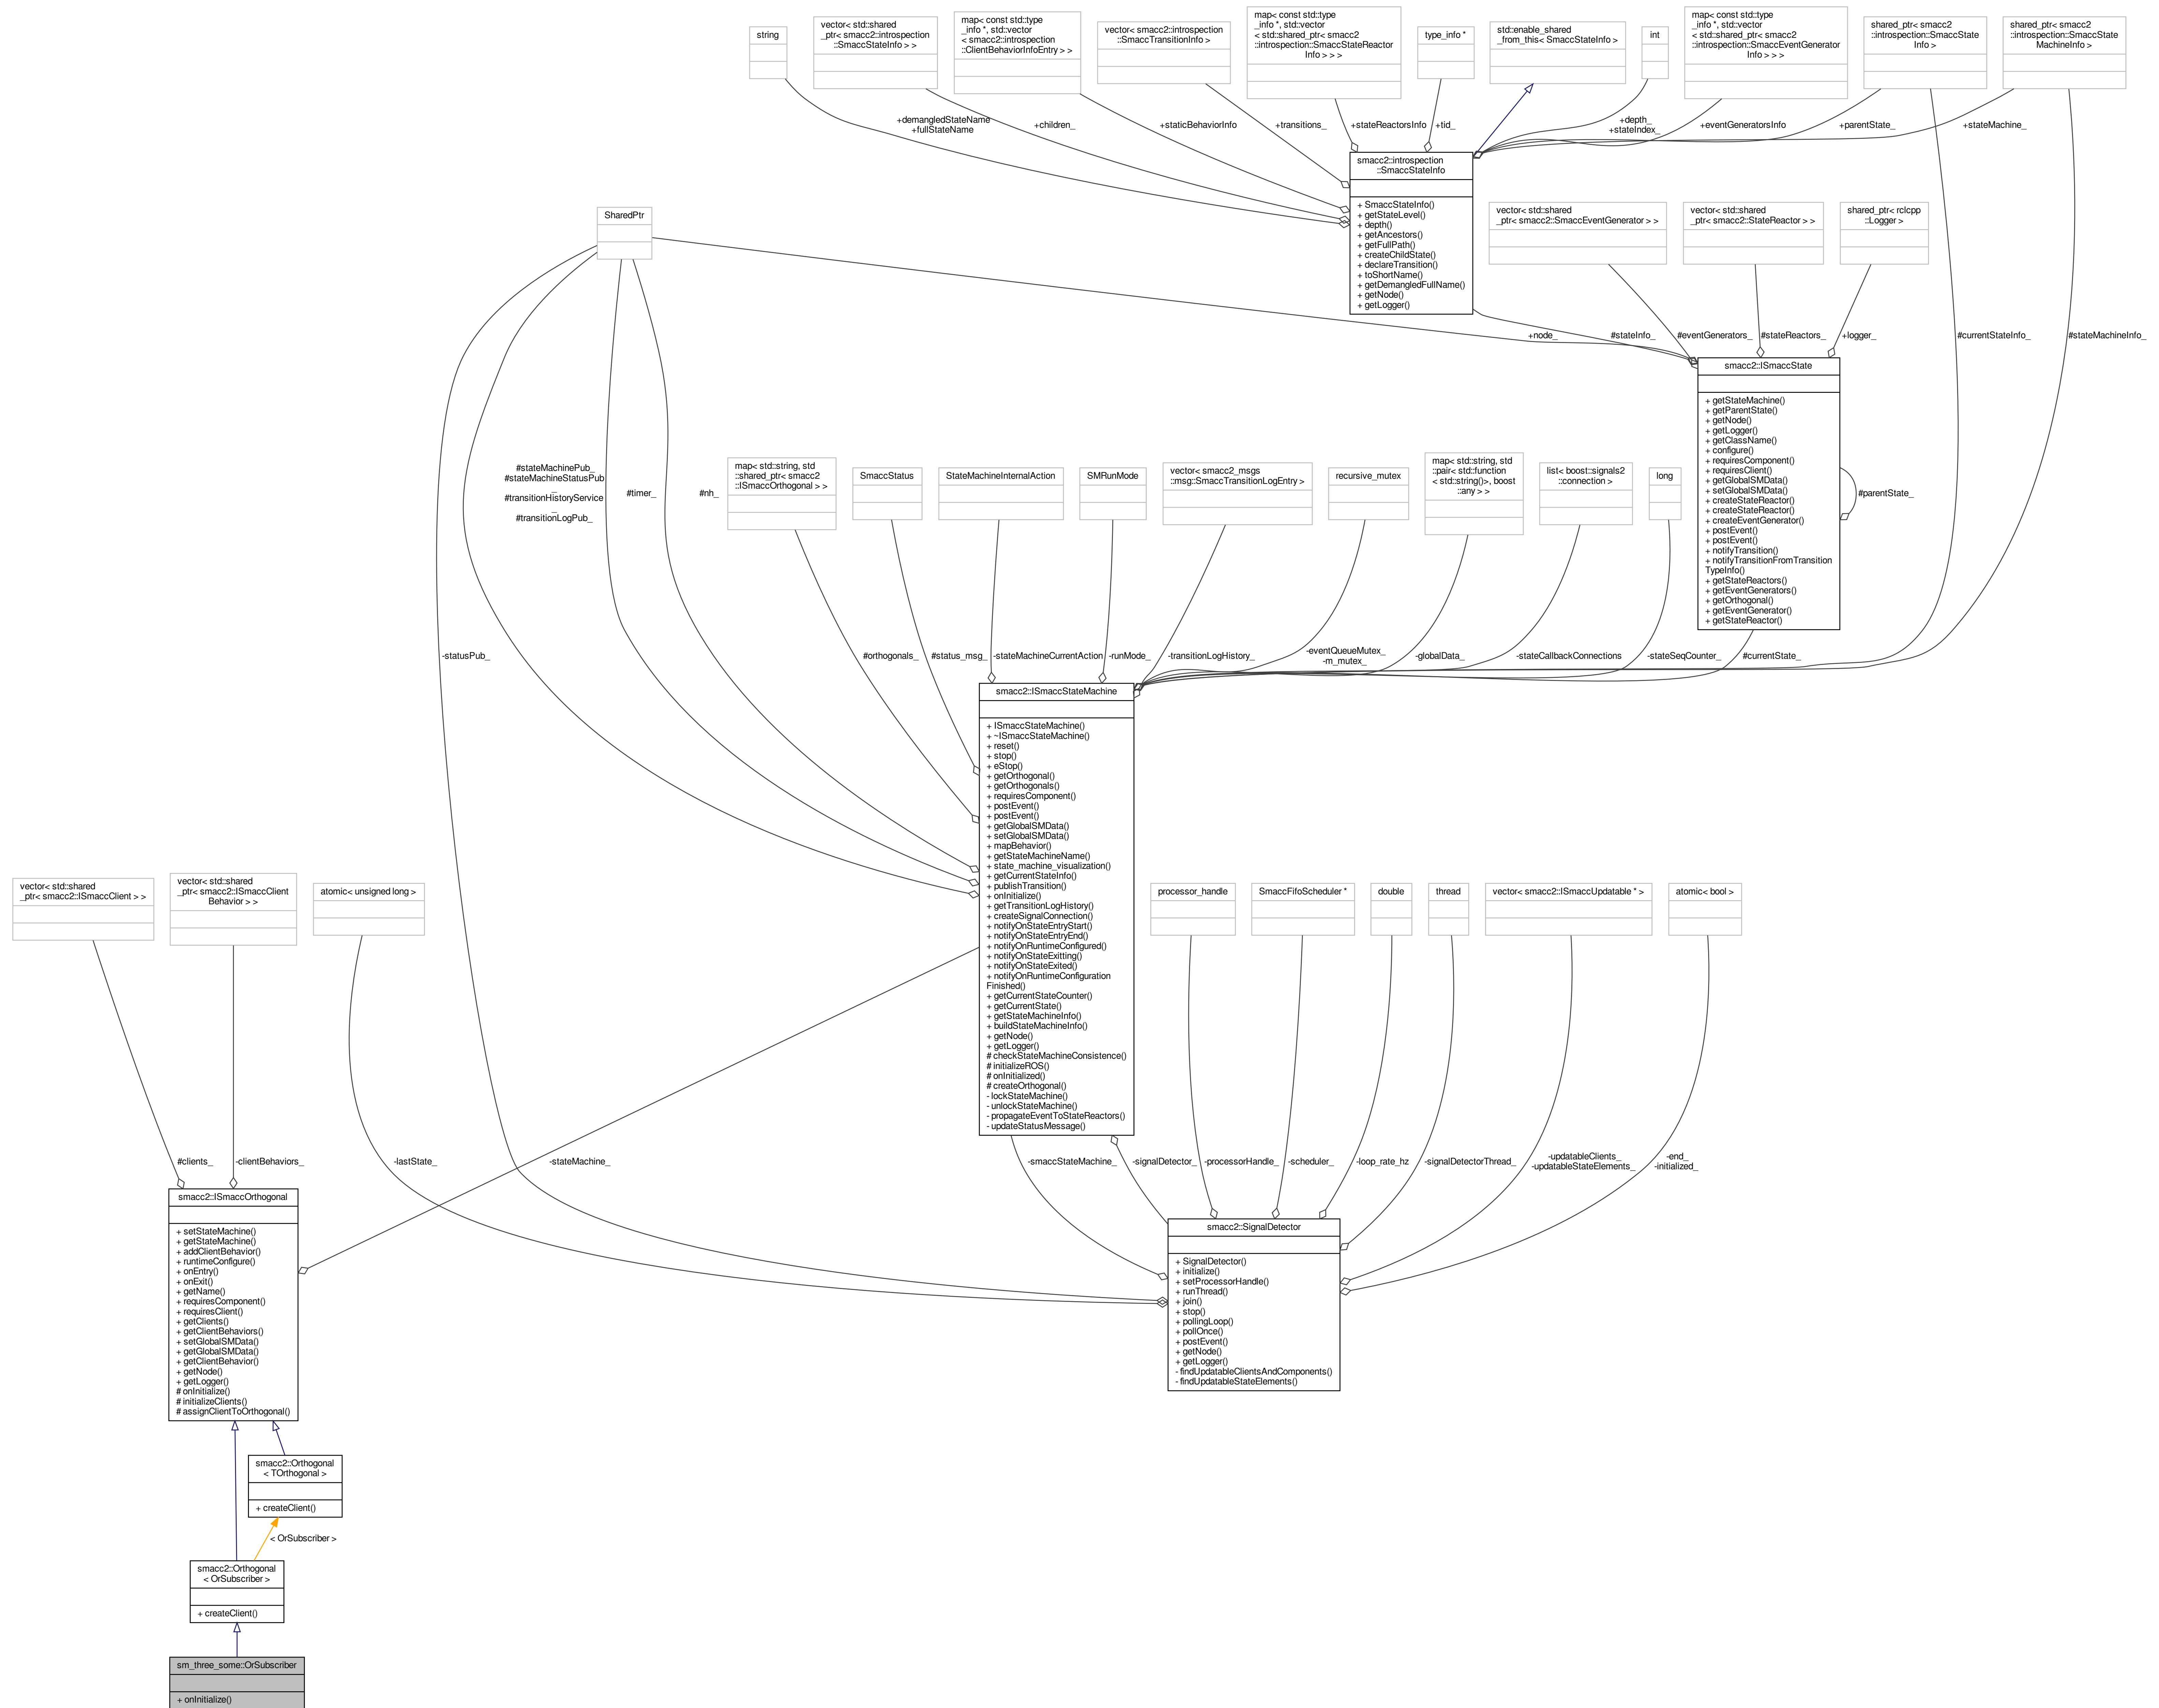 string
vector< std::shared
_ptr< smacc2::introspection
::SmaccStateInfo > >
map< const std::type
_info *, std::vector
< smacc2::introspection
::ClientBehaviorInfoEntry > >
vector< smacc2::introspection
::SmaccTransitionInfo >
map< const std::type
_info *, std::vector
< std::shared_ptr< smacc2
::introspection::SmaccStateReactor
Info > > >
type_info *
std::enable_shared
_from_this< SmaccStateInfo >
int
map< const std::type
_info *, std::vector
< std::shared_ptr< smacc2
::introspection::SmaccEventGenerator
Info > > >
shared_ptr< smacc2
::introspection::SmaccState
Info >
shared_ptr< smacc2
::introspection::SmaccState
MachineInfo >
+demangledStateName
+fullStateName
+children_
+staticBehaviorInfo
+transitions_
+stateReactorsInfo
+tid_
+depth_
+stateIndex_
+eventGeneratorsInfo
+parentState_
+stateMachine_
smacc2::introspection
::SmaccStateInfo
+ SmaccStateInfo()
+ getStateLevel()
+ depth()
+ getAncestors()
+ getFullPath()
+ createChildState()
+ declareTransition()
+ toShortName()
+ getDemangledFullName()
+ getNode()
+ getLogger()
SharedPtr
vector< std::shared
_ptr< smacc2::SmaccEventGenerator > >
vector< std::shared
_ptr< smacc2::StateReactor > >
shared_ptr< rclcpp
::Logger >
+node_
#stateInfo_
#eventGenerators_
#stateReactors_
+logger_
#currentStateInfo_
#stateMachineInfo_
smacc2::ISmaccState
+ getStateMachine()
+ getParentState()
+ getNode()
+ getLogger()
+ getClassName()
+ configure()
+ requiresComponent()
+ requiresClient()
+ getGlobalSMData()
+ setGlobalSMData()
+ createStateReactor()
+ createStateReactor()
+ createEventGenerator()
+ postEvent()
+ postEvent()
+ notifyTransition()
+ notifyTransitionFromTransition
TypeInfo()
+ getStateReactors()
+ getEventGenerators()
+ getOrthogonal()
+ getEventGenerator()
+ getStateReactor()
#parentState_
#stateMachinePub_
#stateMachineStatusPub
_
#transitionHistoryService
_
#transitionLogPub_
#timer_
#nh_
map< std::string, std
::shared_ptr< smacc2
::ISmaccOrthogonal > >
SmaccStatus
StateMachineInternalAction
SMRunMode
vector< smacc2_msgs
::msg::SmaccTransitionLogEntry >
recursive_mutex
map< std::string, std
::pair< std::function
< std::string()>, boost
::any > >
list< boost::signals2
::connection >
long
-statusPub_
#orthogonals_
#status_msg_
-stateMachineCurrentAction
-runMode_
-transitionLogHistory_
-eventQueueMutex_
-m_mutex_
-globalData_
-stateCallbackConnections
-stateSeqCounter_
#currentState_
smacc2::ISmaccStateMachine
+ ISmaccStateMachine()
+ ~ISmaccStateMachine()
+ reset()
+ stop()
+ eStop()
+ getOrthogonal()
+ getOrthogonals()
+ requiresComponent()
+ postEvent()
+ postEvent()
+ getGlobalSMData()
+ setGlobalSMData()
+ mapBehavior()
+ getStateMachineName()
+ state_machine_visualization()
+ getCurrentStateInfo()
+ publishTransition()
+ onInitialize()
+ getTransitionLogHistory()
+ createSignalConnection()
+ notifyOnStateEntryStart()
+ notifyOnStateEntryEnd()
+ notifyOnRuntimeConfigured()
+ notifyOnStateExitting()
+ notifyOnStateExited()
+ notifyOnRuntimeConfiguration
Finished()
+ getCurrentStateCounter()
+ getCurrentState()
+ getStateMachineInfo()
+ buildStateMachineInfo()
+ getNode()
+ getLogger()
# checkStateMachineConsistence()
# initializeROS()
# onInitialized()
# createOrthogonal()
- lockStateMachine()
- unlockStateMachine()
- propagateEventToStateReactors()
- updateStatusMessage()
vector< std::shared
_ptr< smacc2::ISmaccClient > >
vector< std::shared
_ptr< smacc2::ISmaccClient
Behavior > >
atomic< unsigned long >
processor_handle
SmaccFifoScheduler *
double
thread
vector< smacc2::ISmaccUpdatable * >
atomic< bool >
#clients_
-clientBehaviors_
-lastState_
-stateMachine_
-smaccStateMachine_
-signalDetector_
-processorHandle_
-scheduler_
-loop_rate_hz
-signalDetectorThread_
-updatableClients_
-updatableStateElements_
-end_
-initialized_
smacc2::ISmaccOrthogonal
+ setStateMachine()
+ getStateMachine()
+ addClientBehavior()
+ runtimeConfigure()
+ onEntry()
+ onExit()
+ getName()
+ requiresComponent()
+ requiresClient()
+ getClients()
+ getClientBehaviors()
+ setGlobalSMData()
+ getGlobalSMData()
+ getClientBehavior()
+ getNode()
+ getLogger()
# onInitialize()
# initializeClients()
# assignClientToOrthogonal()
smacc2::SignalDetector
+ SignalDetector()
+ initialize()
+ setProcessorHandle()
+ runThread()
+ join()
+ stop()
+ pollingLoop()
+ pollOnce()
+ postEvent()
+ getNode()
+ getLogger()
- findUpdatableClientsAndComponents()
- findUpdatableStateElements()
smacc2::Orthogonal
< TOrthogonal >
+ createClient()
< OrSubscriber >
smacc2::Orthogonal
< OrSubscriber >
+ createClient()
sm_three_some::OrSubscriber
+ onInitialize()